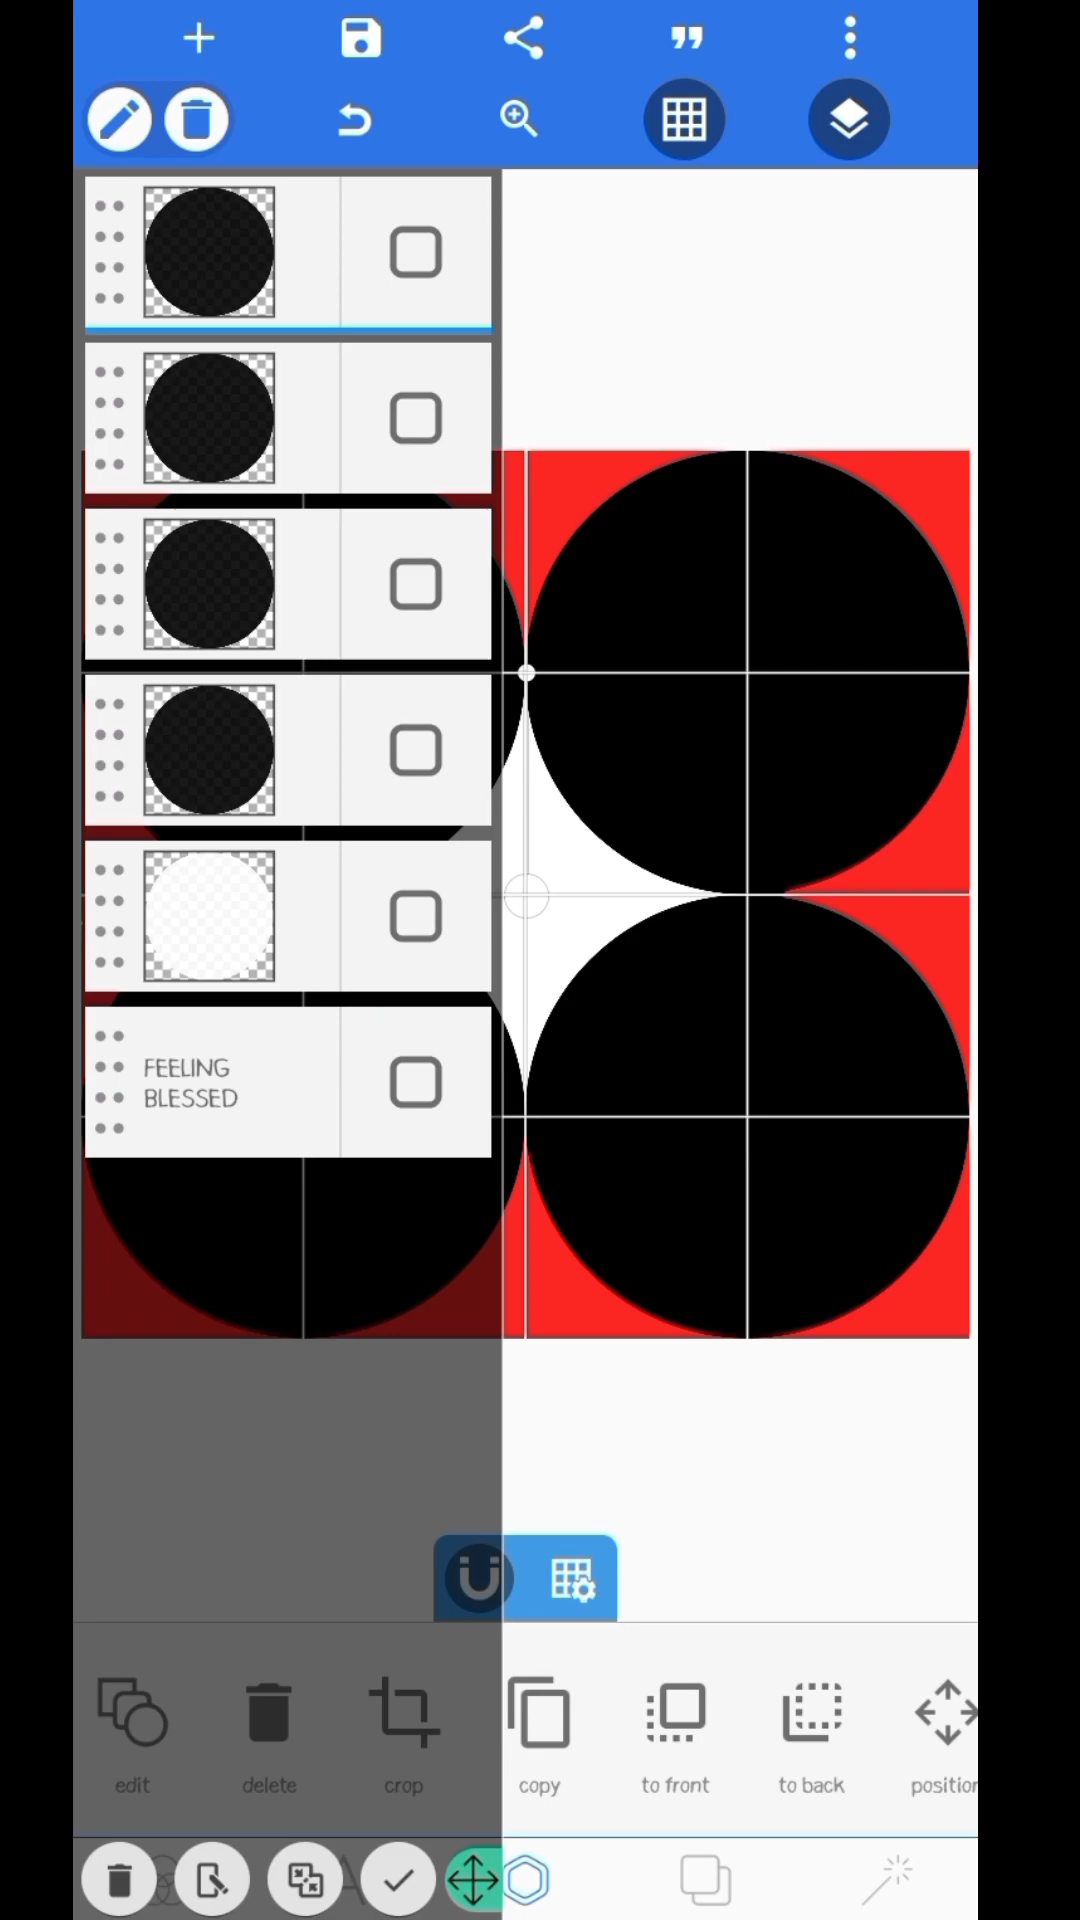 FEELING
BLESSED
edit
delete
crop
copy
to front
to back
position